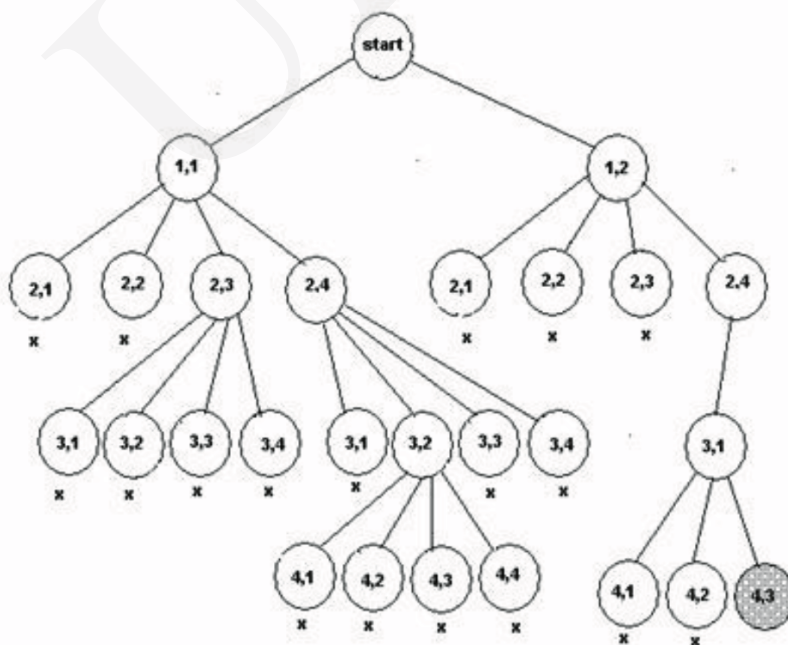 start
1,1 1,2
2,1 2,2 2,3 2,4 2,1 2,2 2,3 2,4
x x x x x
3,1 3,2 3,3 3,4 3,1 3,2 3,3 3,4 3,1
x x x x x x x
4,1 4,2 4,3 4,4 4,1 4,2 4,3
x x x x x x